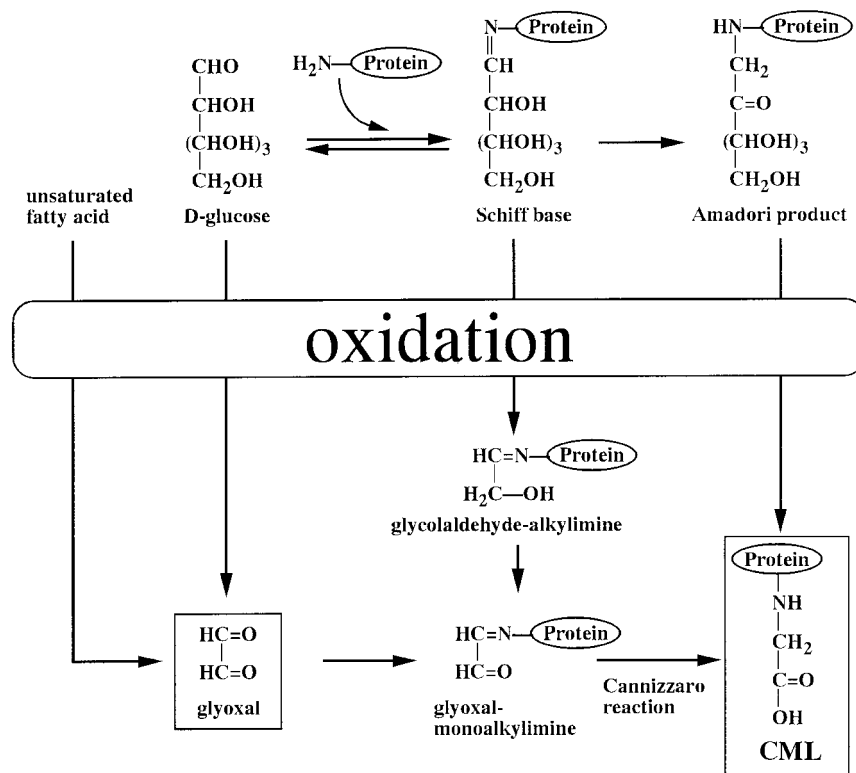 N Protein
HN Protein
CHO
H2N Protein
CH
CH2
CHOH
CHOH
C=O
(CHOH)3
(CHOH)3
(CHOH)3
CH2OH
CH2OH
CH2OH
unsaturated
fatty acid
D-glucose
Schiff base
Amadori product
oxidation
HC=N Protein
H2C—OH
glycolaldehyde-alkylimine
Protein
NH
CH2
C=O
OH
CML
HC=O
HC=O
glyoxal
HC=N Protein
HC=O
glyoxal-
monoalkylimine
Cannizzaro
reaction